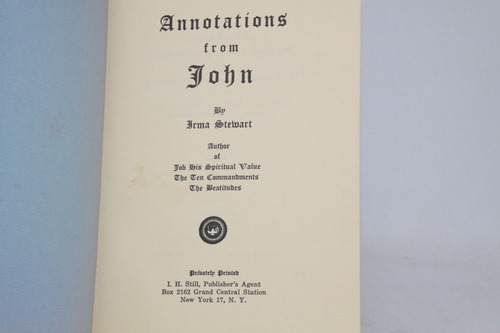 Annotations
from
John
By
Irma Stewart
Author
of
Job His Spiritual Value
The Ten Commandments
The Beatitudes
Privately Printed
I. H. Still, Publisher's Agent
Box 2162 Grand Central Station
New York 17, N. Y.